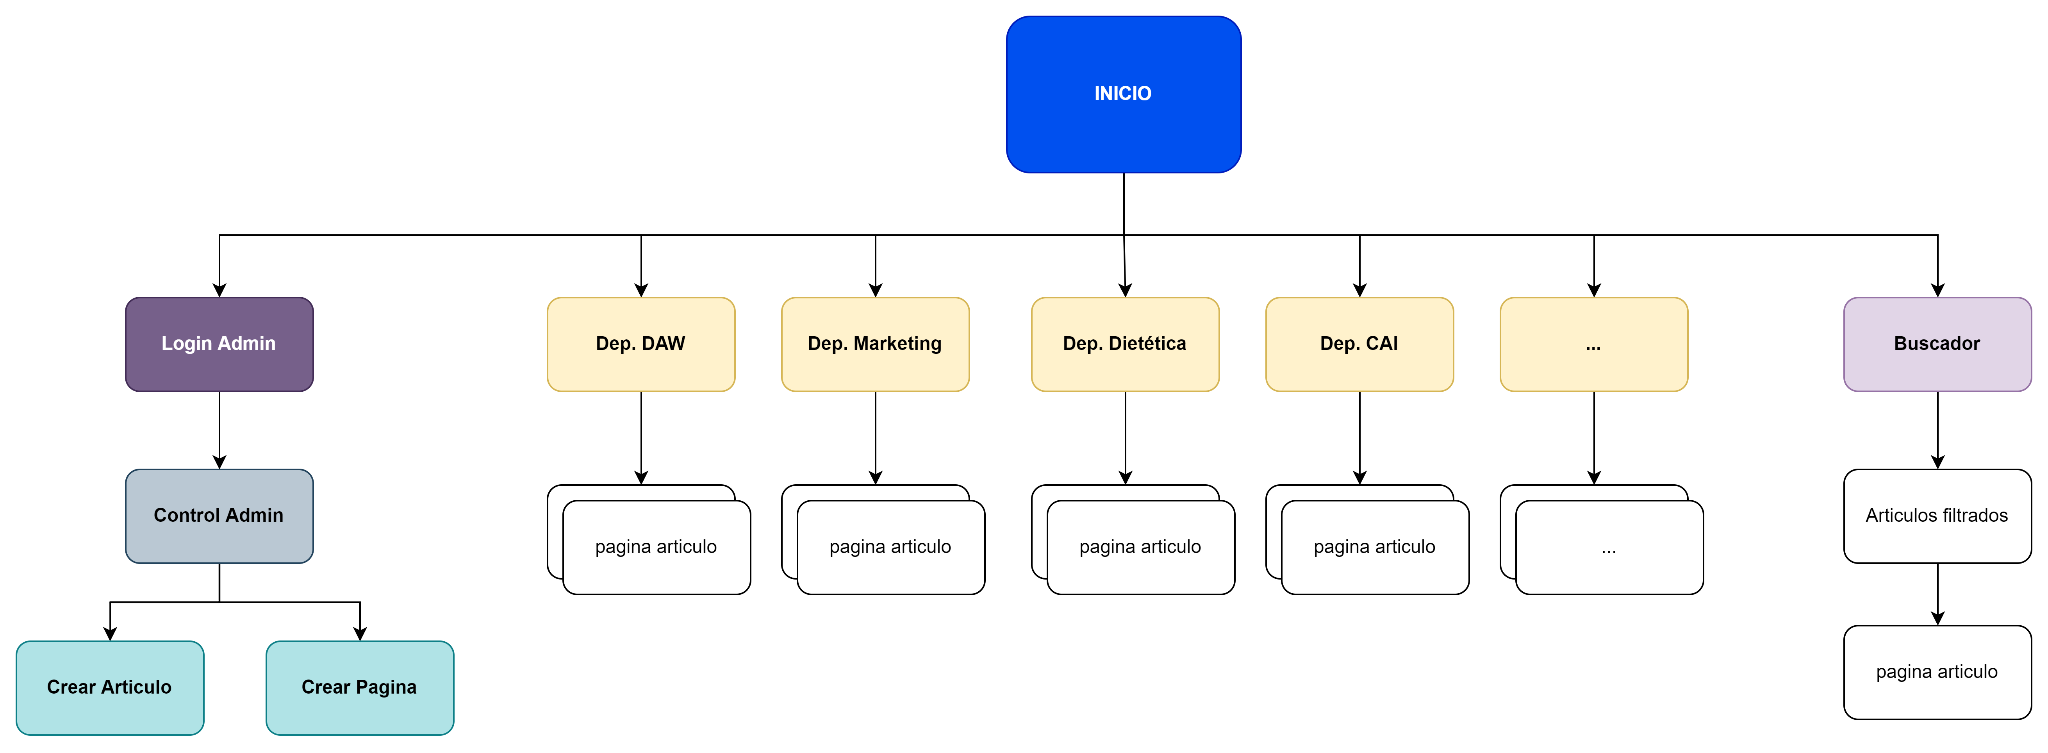 INICIO
Login Admin
Dep. DAW
Dep. Marketing
Dep. Dietética
Dep. CAI
...
Buscador
Control Admin
Articulos filtrados
pagina articulo
pagina articulo
pagina articulo
pagina articulo
...
Crear Articulo
Crear Pagina
pagina articulo